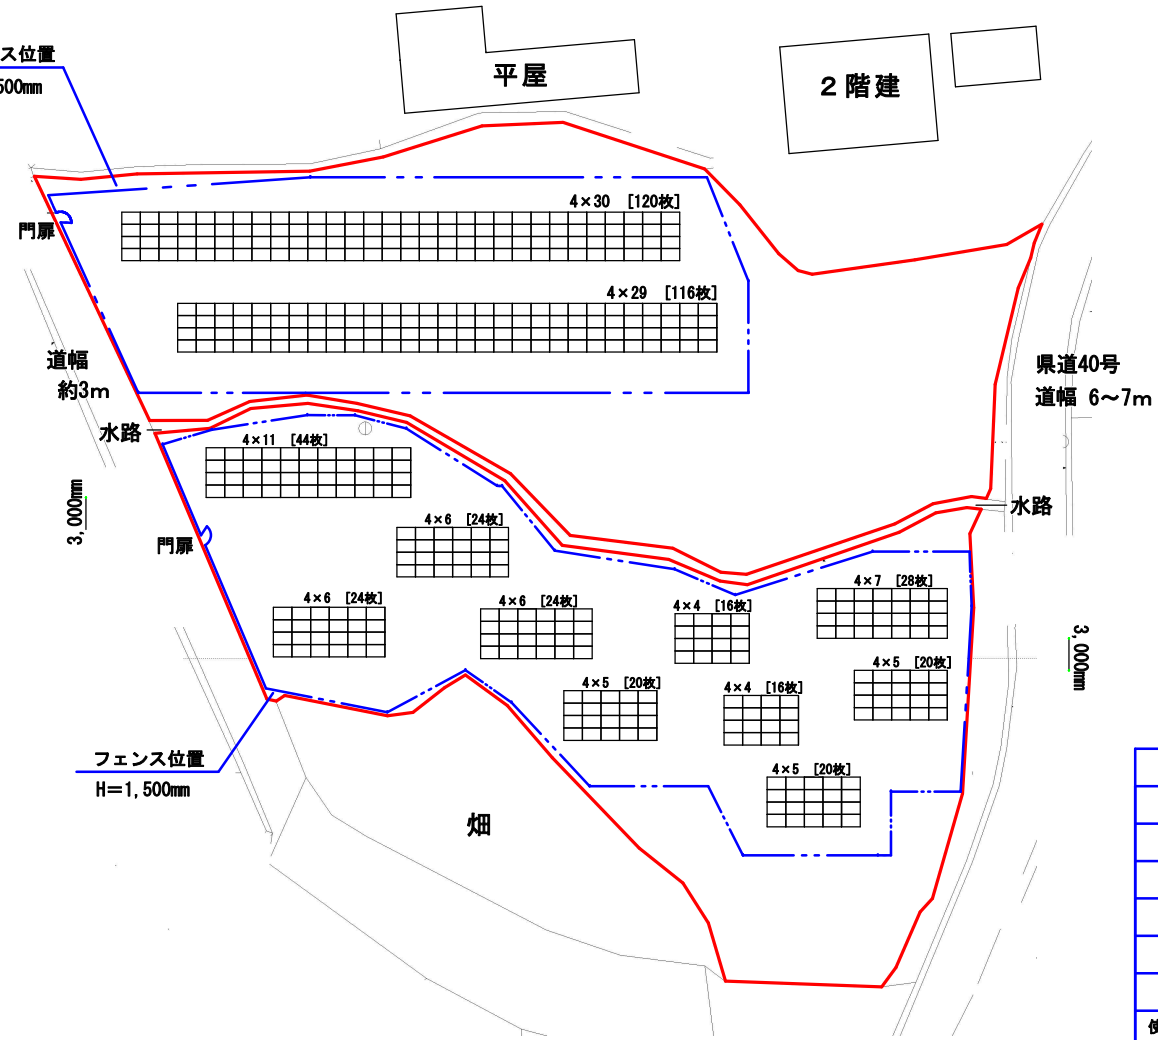 平屋
２階建
ス位置
500mm
4×30 [120枚]
門扉
4×29 [116枚]
道幅
約3m
県道40号
道幅 6～7m
水路
4×11 [44枚]
3,000mm
水路
4×6 [24枚]
門扉
4×7 [28枚]
4×6 [24枚]
4×6 [24枚]
4×4 [16枚]
3,000mm
4×5 [20枚]
4×5 [20枚]
4×4 [16枚]
フェンス位置
H=1,500mm
4×5 [20枚]
畑